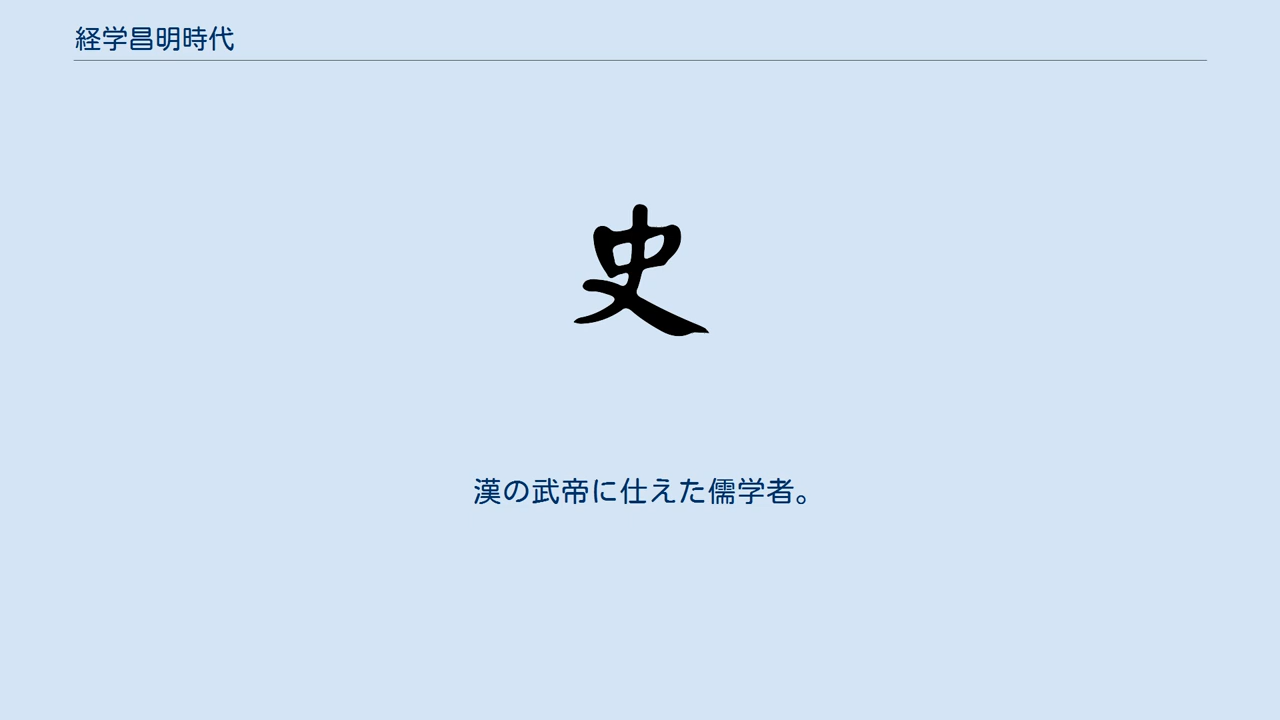 経学昌明時代
史
漢の武帝に仕えた儒学者。